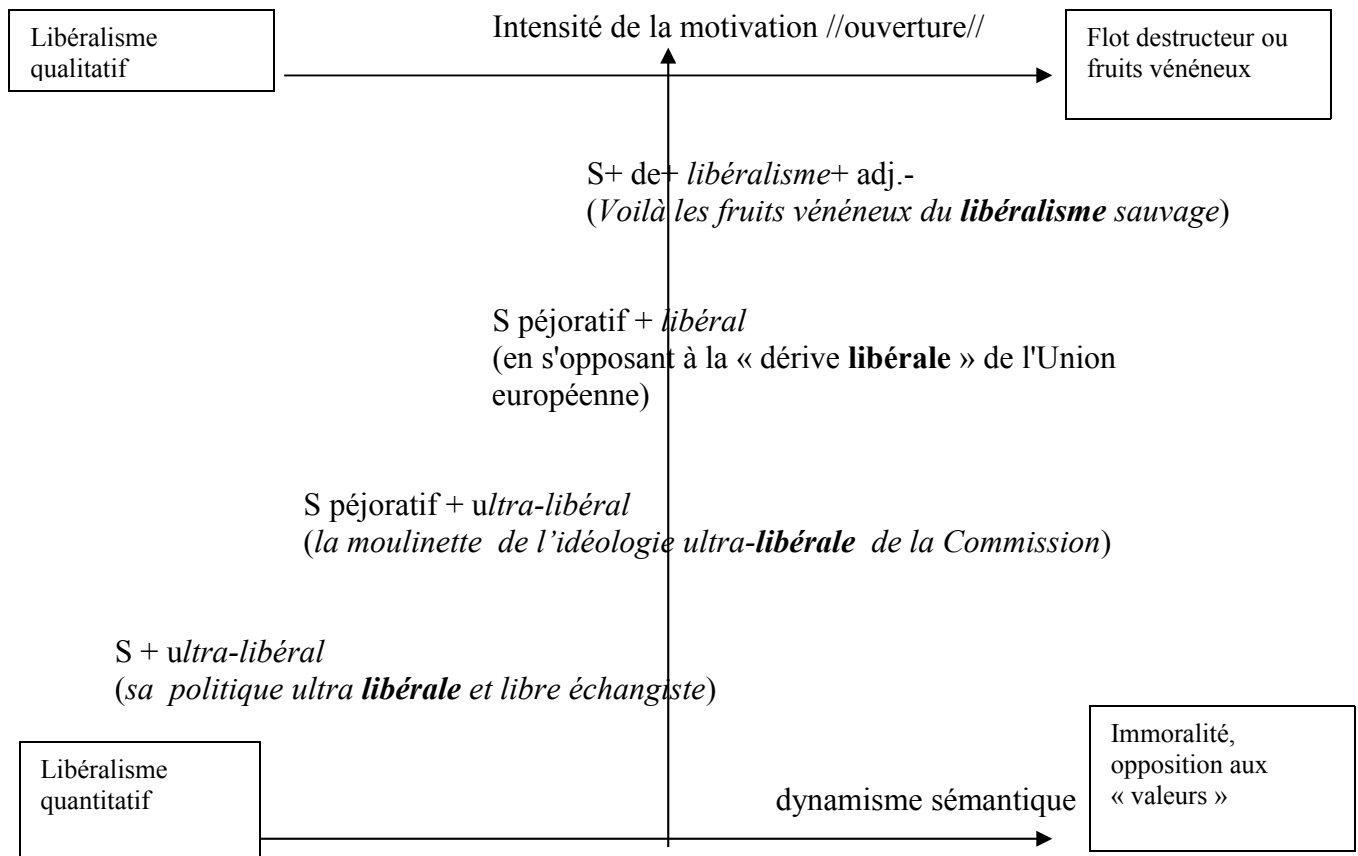 Libéralisme
qualitatif
Intensité de la motivation //ouverture//
Flot destructeur ou
fruits vénéneux
S+ de+ libéralisme+ adj.-
(Voilà les fruits vénéneux du libéralisme sauvage)
S péjoratif + libéral
(en s'opposant à la « dérive libérale » de l'Union
européenne)
S péjoratif + ultra-libéral
(la moulinette de l’idéologie ultra-libérale de la Commission)
S + ultra-libéral
(sa politique ultra libérale et libre échangiste)
Libéralisme
quantitatif
dynamisme sémantique
Immoralité,
opposition aux
« valeurs »